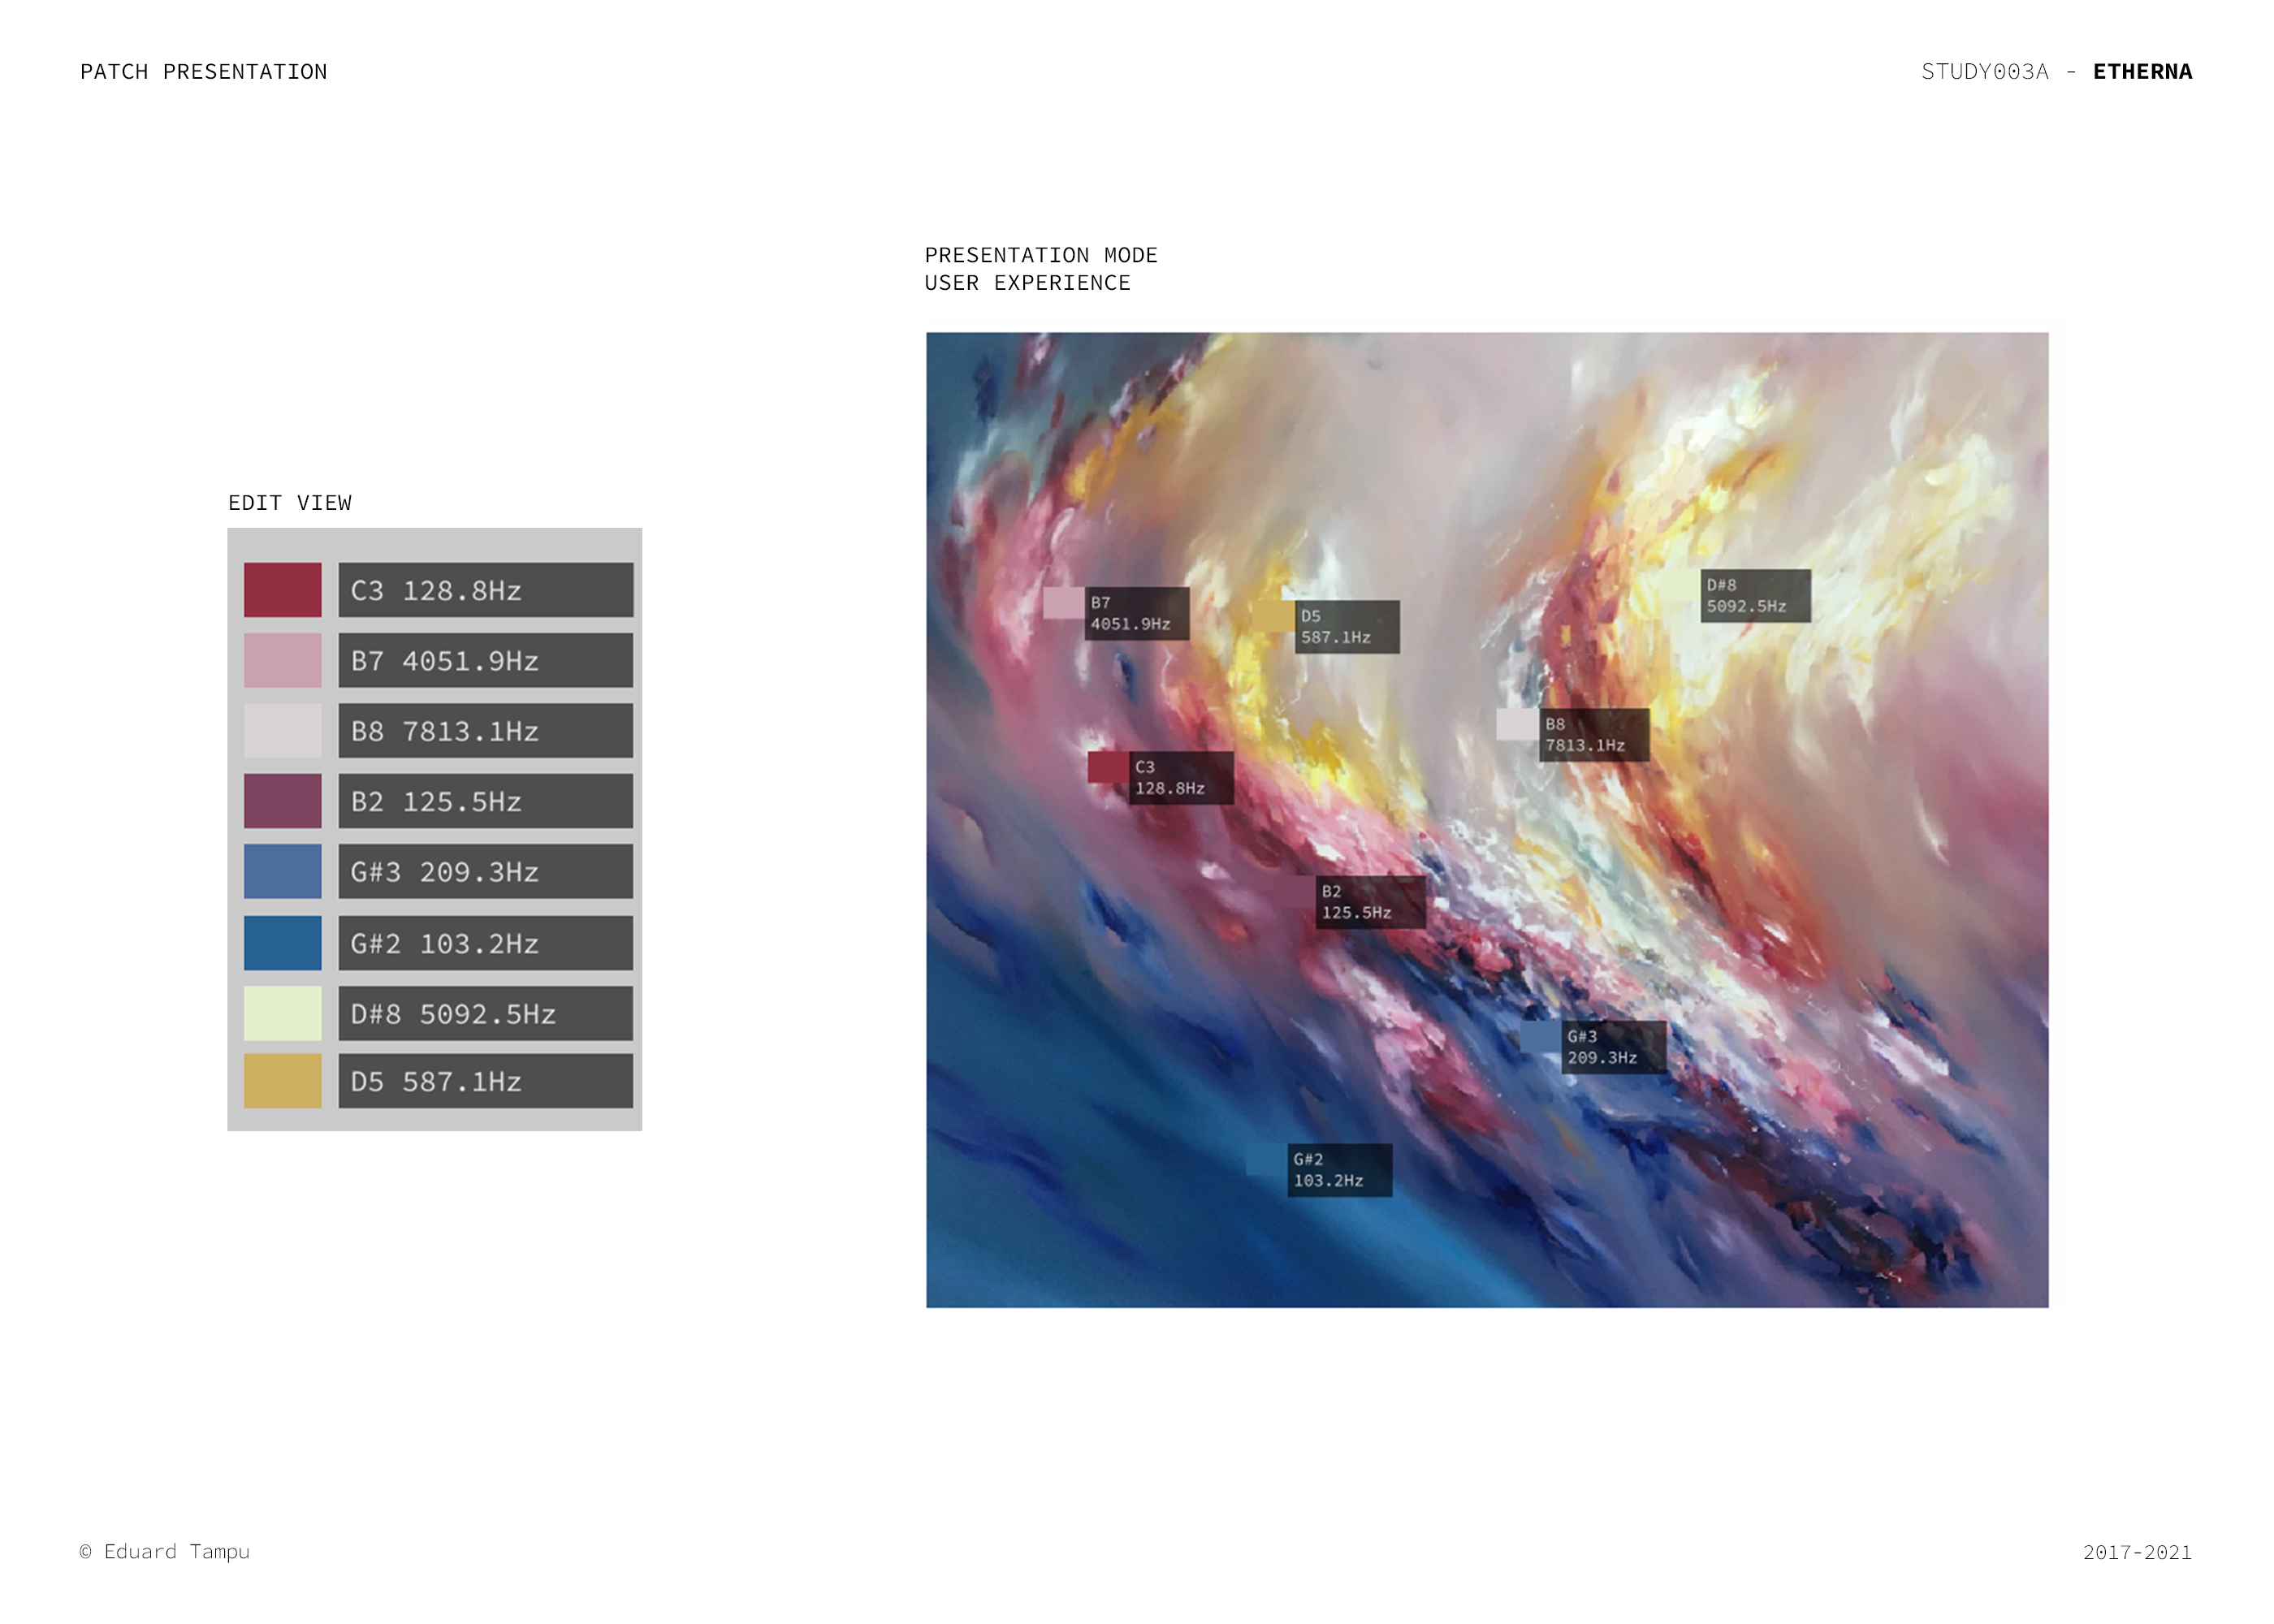 PATCH PRESENTATION
STUDY003A - ETHERNA
PRESENTATION MODE
USER EXPERIENCE
EDIT VIEW
C3 128.8Hz
B7 4051.9Hz
B8 7813.1Hz
B2 125.5Hz
G#3 209.3Hz
G#2 103.2Hz
D#8 5092.5Hz
D5 587.1Hz
B7
4051.9Hz
D5
587.1Hz
D#8
5092.5Hz
B8
7813.1Hz
C3
128.8Hz
B2
125.5Hz
G#3
209.3Hz
G#2
103.2Hz
© Eduard Tampu
2017-2021